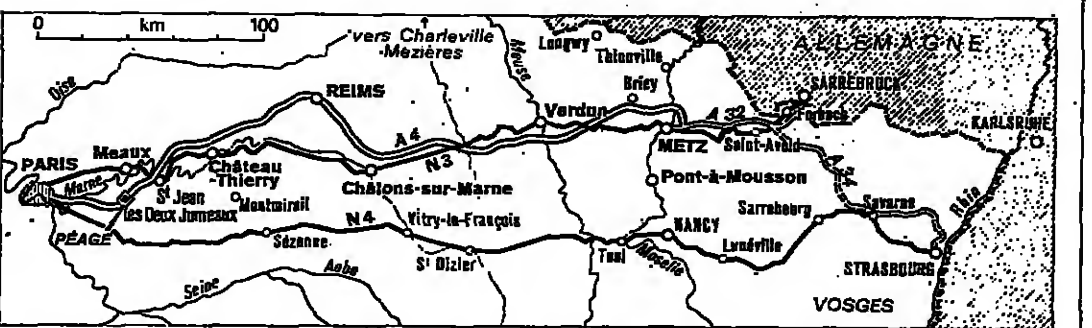 0 km 100
vers Charleville
-Mézières
Oise
Meuse
Longwy
Thionville
Briey
ALLEMAGNE
SARREBRUCK
Forbach
KARLSRUHE
REIMS
Verdun
A 4
N 3
A 32
METZ
Saint-Avold
PARIS
Meaux
Marne
Château
-Thierry
St Jean
Les Deux Jumeaux
Montmirail
Châlons-sur-Marne
Pont-à-Mousson
PÉAGE
N 4
Sézanne
Vitry-le-François
St Dizier
Toul
NANCY
Moselle
Lunéville
Sarrebourg
Saverne
Rhin
STRASBOURG
VOSGES
Seine
Aube